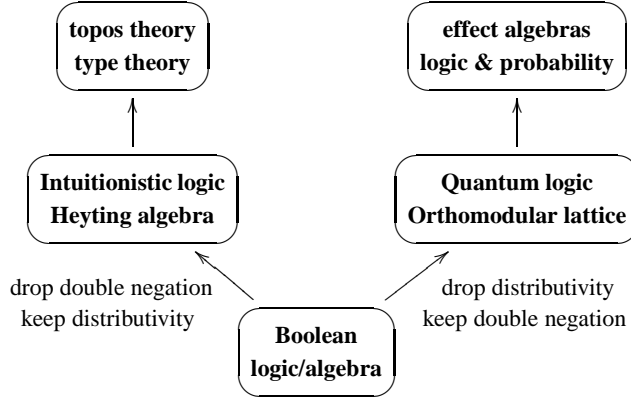 topos theory
type theory
effect algebras
logic & probability
Intuitionistic logic
Heyting algebra
Quantum logic
Orthomodular lattice
drop double negation
keep distributivity
drop distributivity
keep double negation
Boolean
logic/algebra